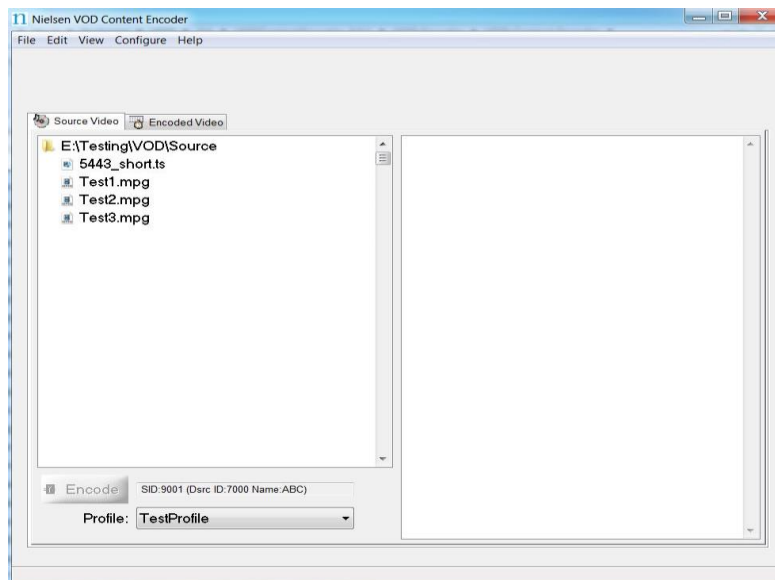 n Nielsen VOD Content Encoder
File Edit View Configure Help
Source Video Encoded Video
E:\Testing\VOD\Source
5443_short.ts
Test1.mpg
Test2.mpg
Test3.mpg
Encode SID:9001 (Dsrc ID:7000 Name:ABC)
Profile: TestProfile